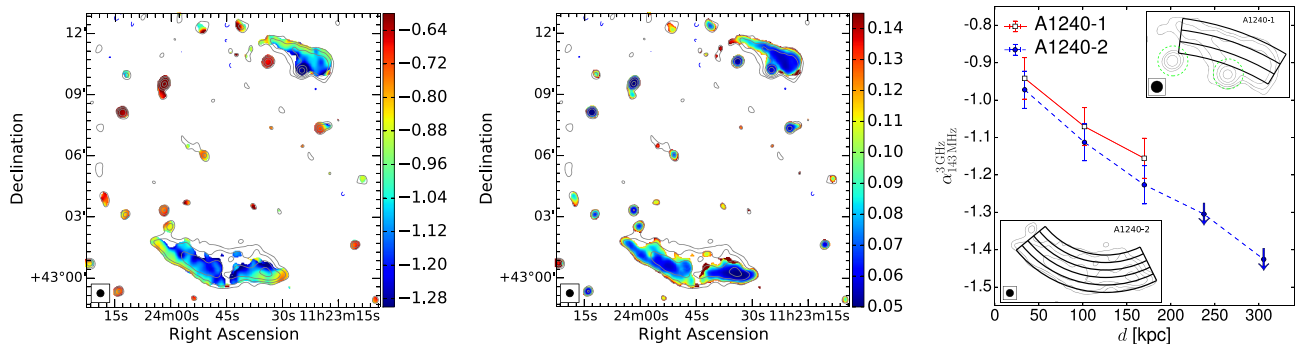 12'
09'
06'
03'
+43°00'
Declination
15s
24m00s
45s
30s
11h23m15s
Right Ascension
−0.64
−0.72
−0.80
−0.88
−0.96
−1.04
−1.12
−1.20
−1.28
12'
09'
06'
03'
+43°00'
Declination
15s
24m00s
45s
30s
11h23m15s
Right Ascension
0.14
0.13
0.12
0.11
0.10
0.09
0.08
0.07
0.06
0.05
-0.8
-0.9
-1.0
-1.1
-1.2
-1.3
-1.4
-1.5
α 3 GHz 143 MHz
A1240-1
A1240-2
A1240-1
A1240-2
0
50
100
150
200
250
300
d [kpc]